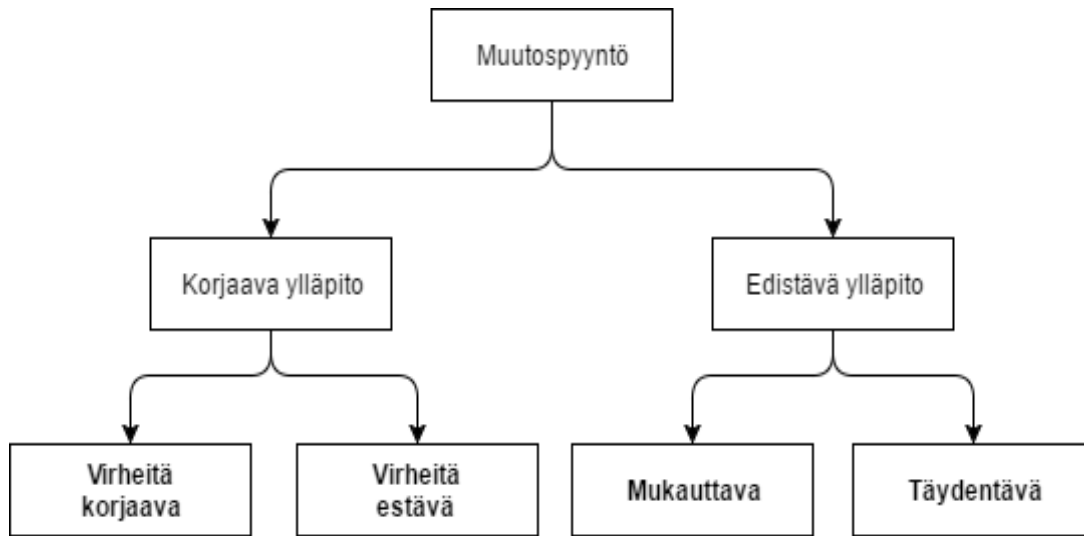 Muutospyyntö
Korjaava ylläpito
Edistävä ylläpito
Virheitä
korjaava
Virheitä
estävä
Mukauttava
Täydentävä